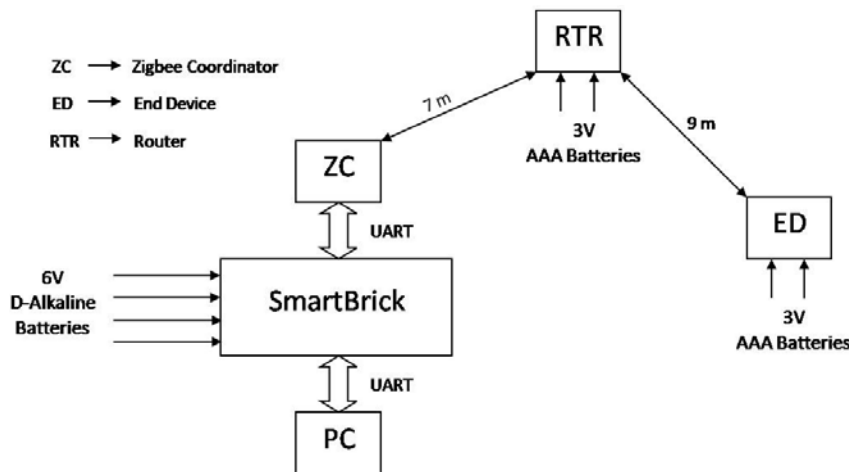 RTR
ZC Zigbee Coordinator
ED End Device
RTR Router
7 m
3V
AAA Batteries
9 m
ZC
UART
ED
6V
D-Alkaline
Batteries
SmartBrick
3V
AAA Batteries
UART
PC